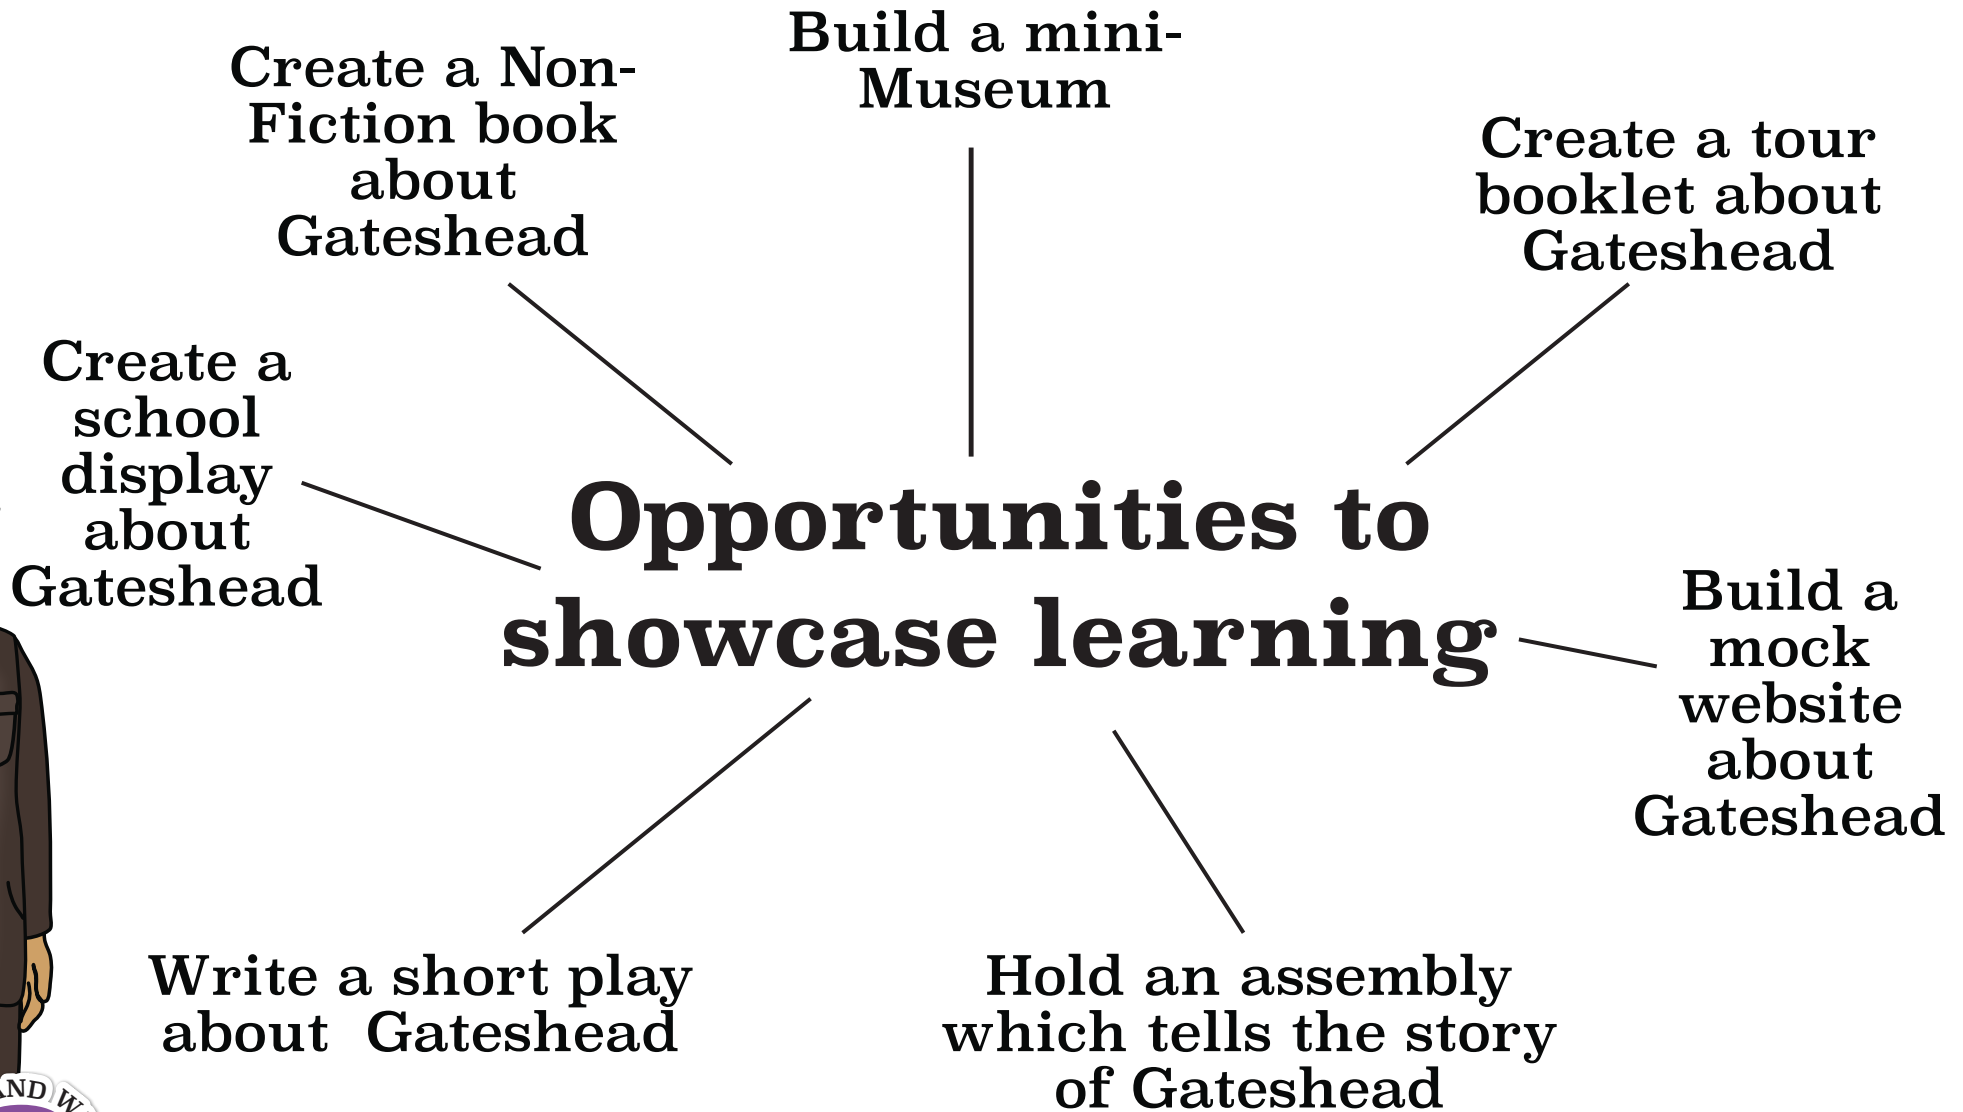 Build a mini-
Museum
Create a Non-
Fiction book
about
Gateshead
Create a tour
booklet about
Gateshead
Create a
school
display
about
Gateshead
Opportunities to
showcase learning
Build a
mock
website
about
Gateshead
Write a short play
about  Gateshead
Hold an assembly
which tells the story
of Gateshead
AND